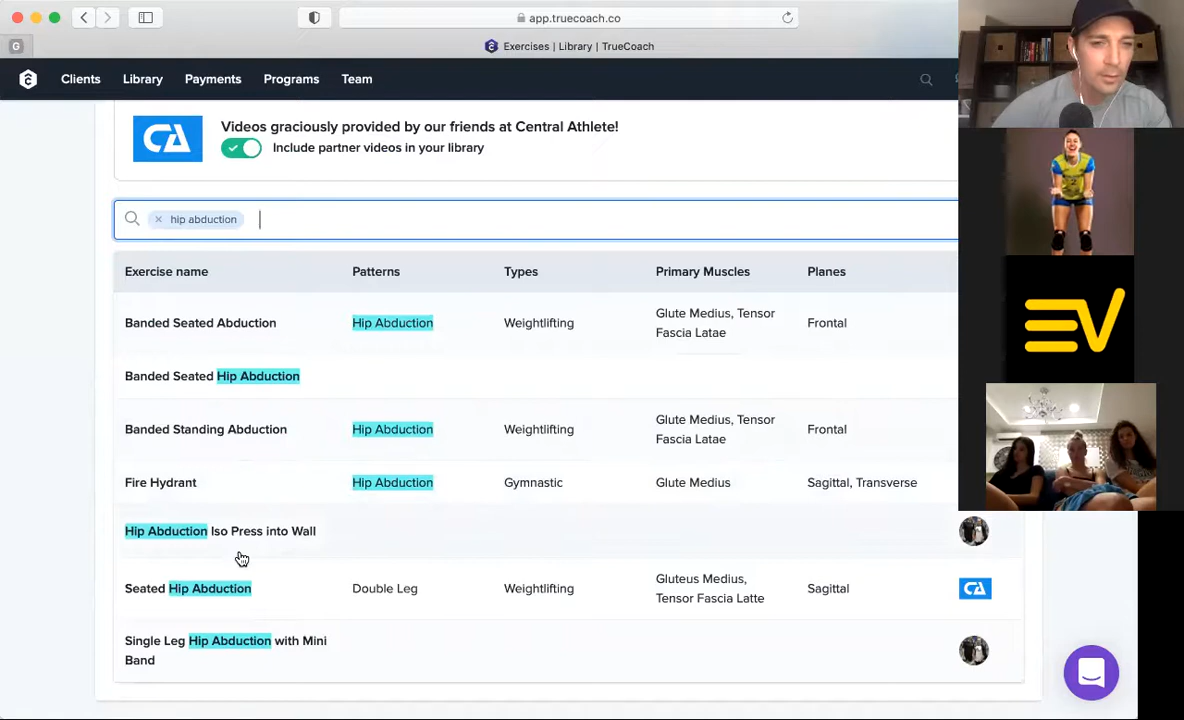 app.truecoach.co
G
Exercises | Library | TrueCoach
Clients Library Payments Programs Team
CA
Videos graciously provided by our friends at Central Athlete!
Include partner videos in your library
hip abduction
Exercise name Patterns Types Primary Muscles Planes
Banded Seated Abduction Hip Abduction Weightlifting Glute Medius, Tensor Fascia Latae Frontal
Banded Seated Hip Abduction
Banded Standing Abduction Hip Abduction Weightlifting Glute Medius, Tensor Fascia Latae Frontal
Fire Hydrant Hip Abduction Gymnastic Glute Medius Sagittal, Transverse
Hip Abduction Iso Press into Wall
Seated Hip Abduction Double Leg Weightlifting Gluteus Medius, Tensor Fascia Latte Sagittal CA
Single Leg Hip Abduction with Mini
Band
EV